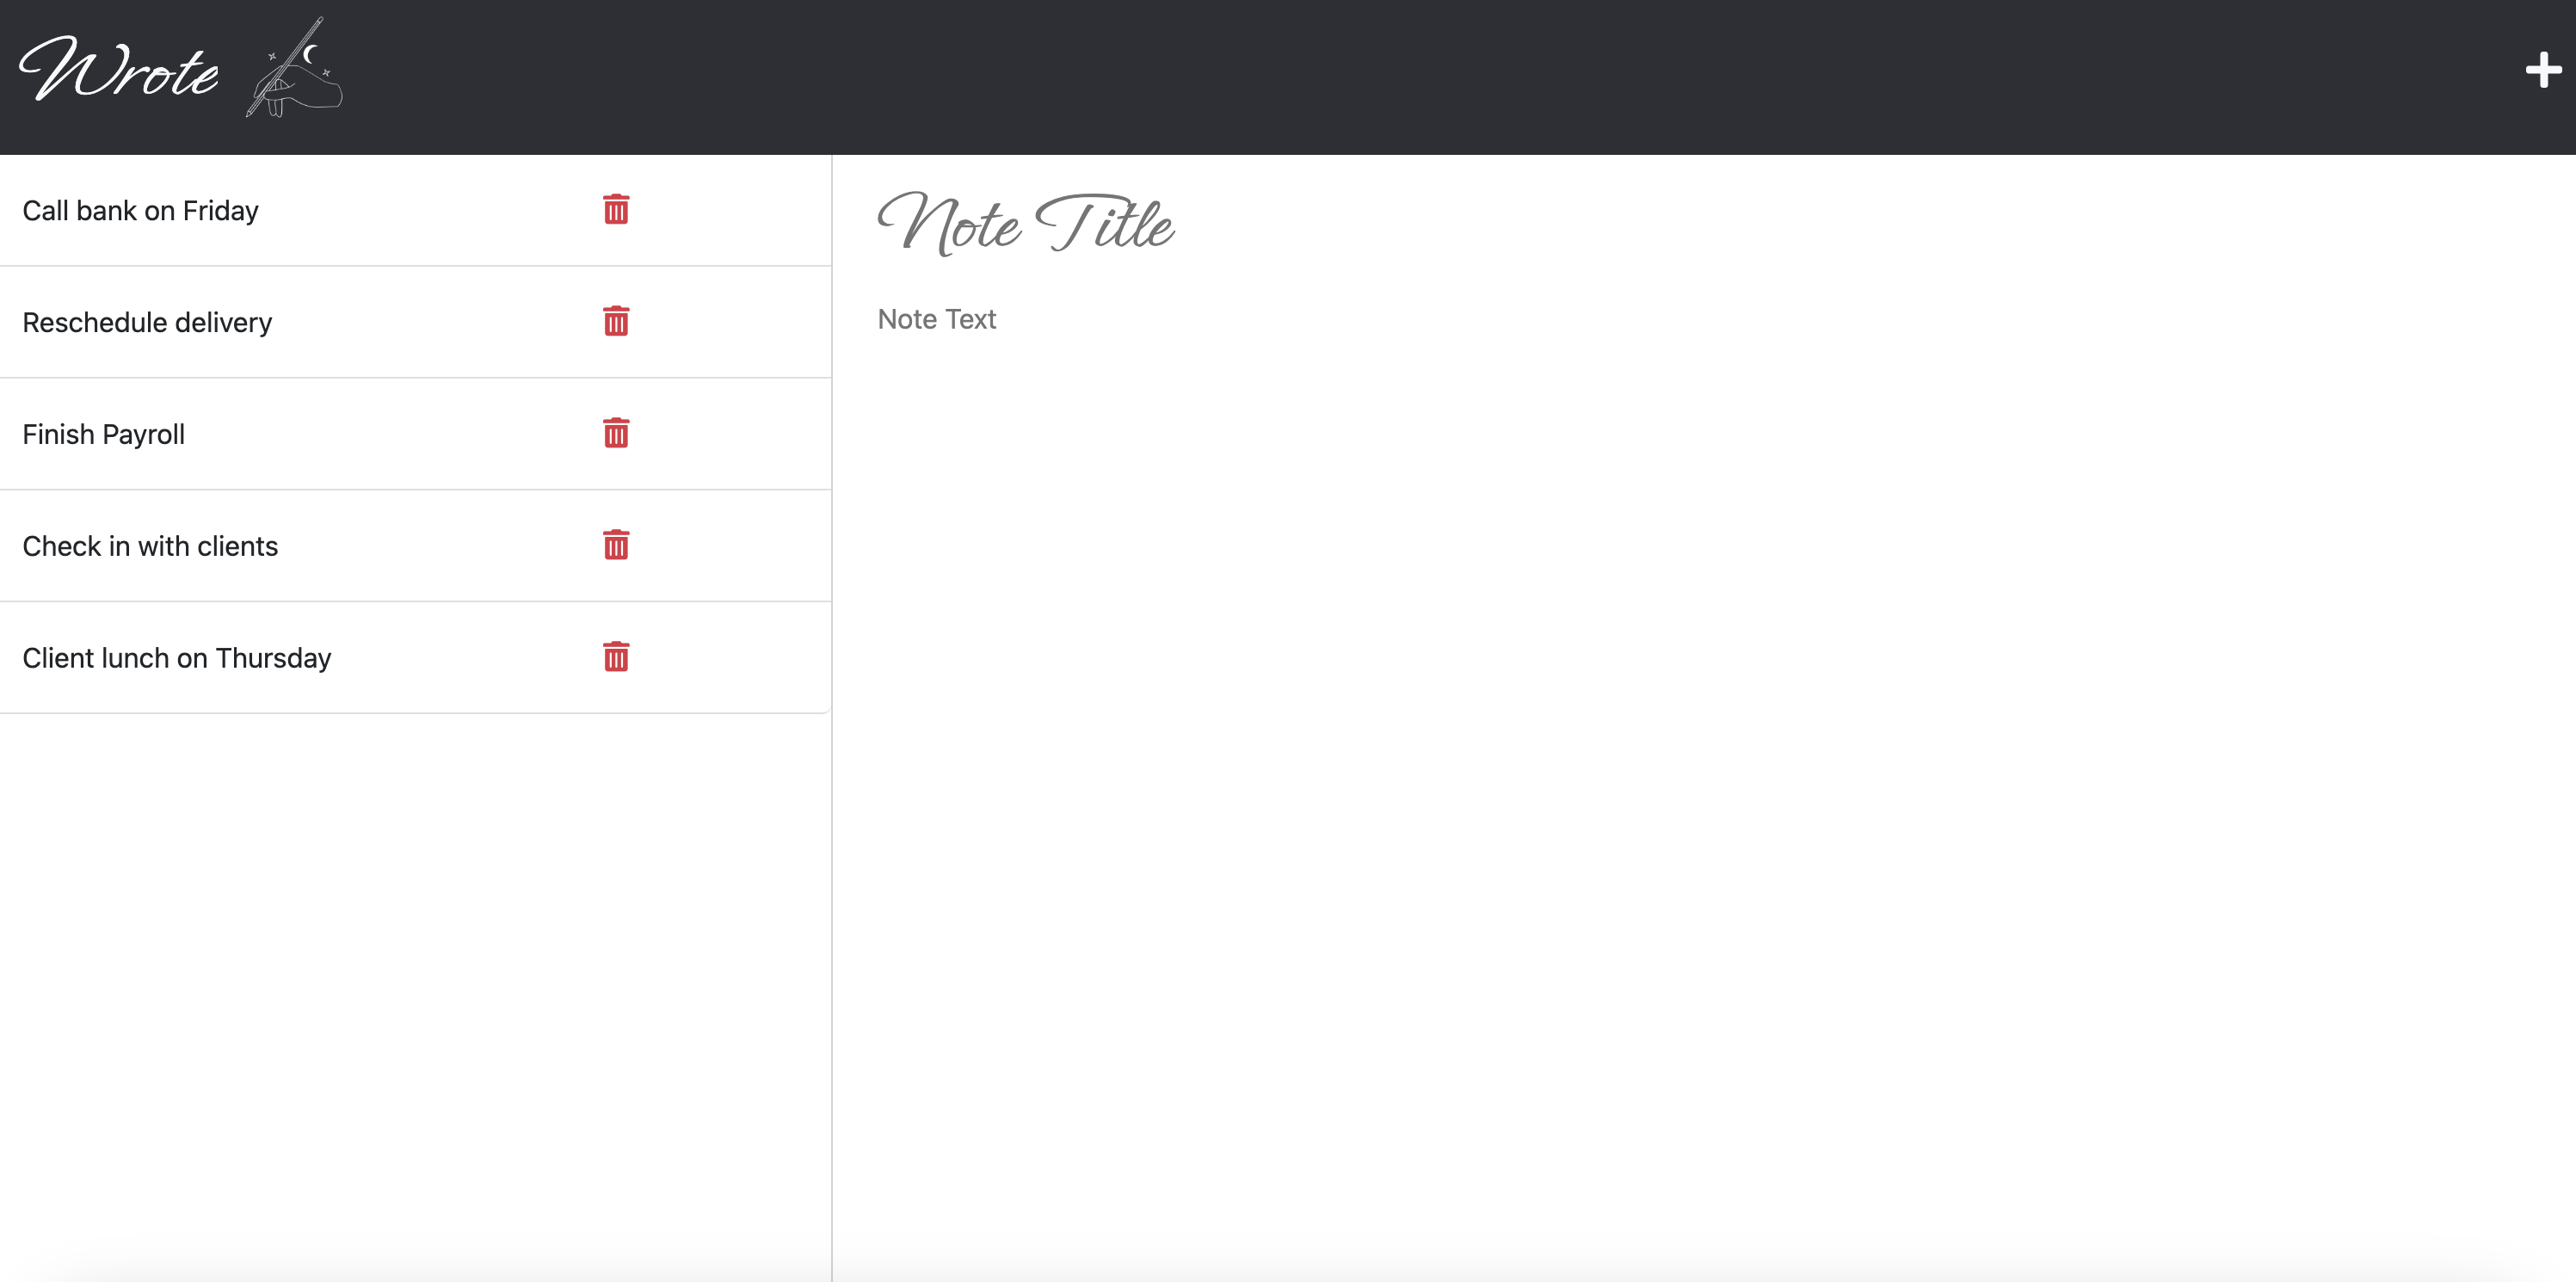 Wrote
Call bank on Friday
Reschedule delivery
Finish Payroll
Check in with clients
Client lunch on Thursday
Note Title
Note Text